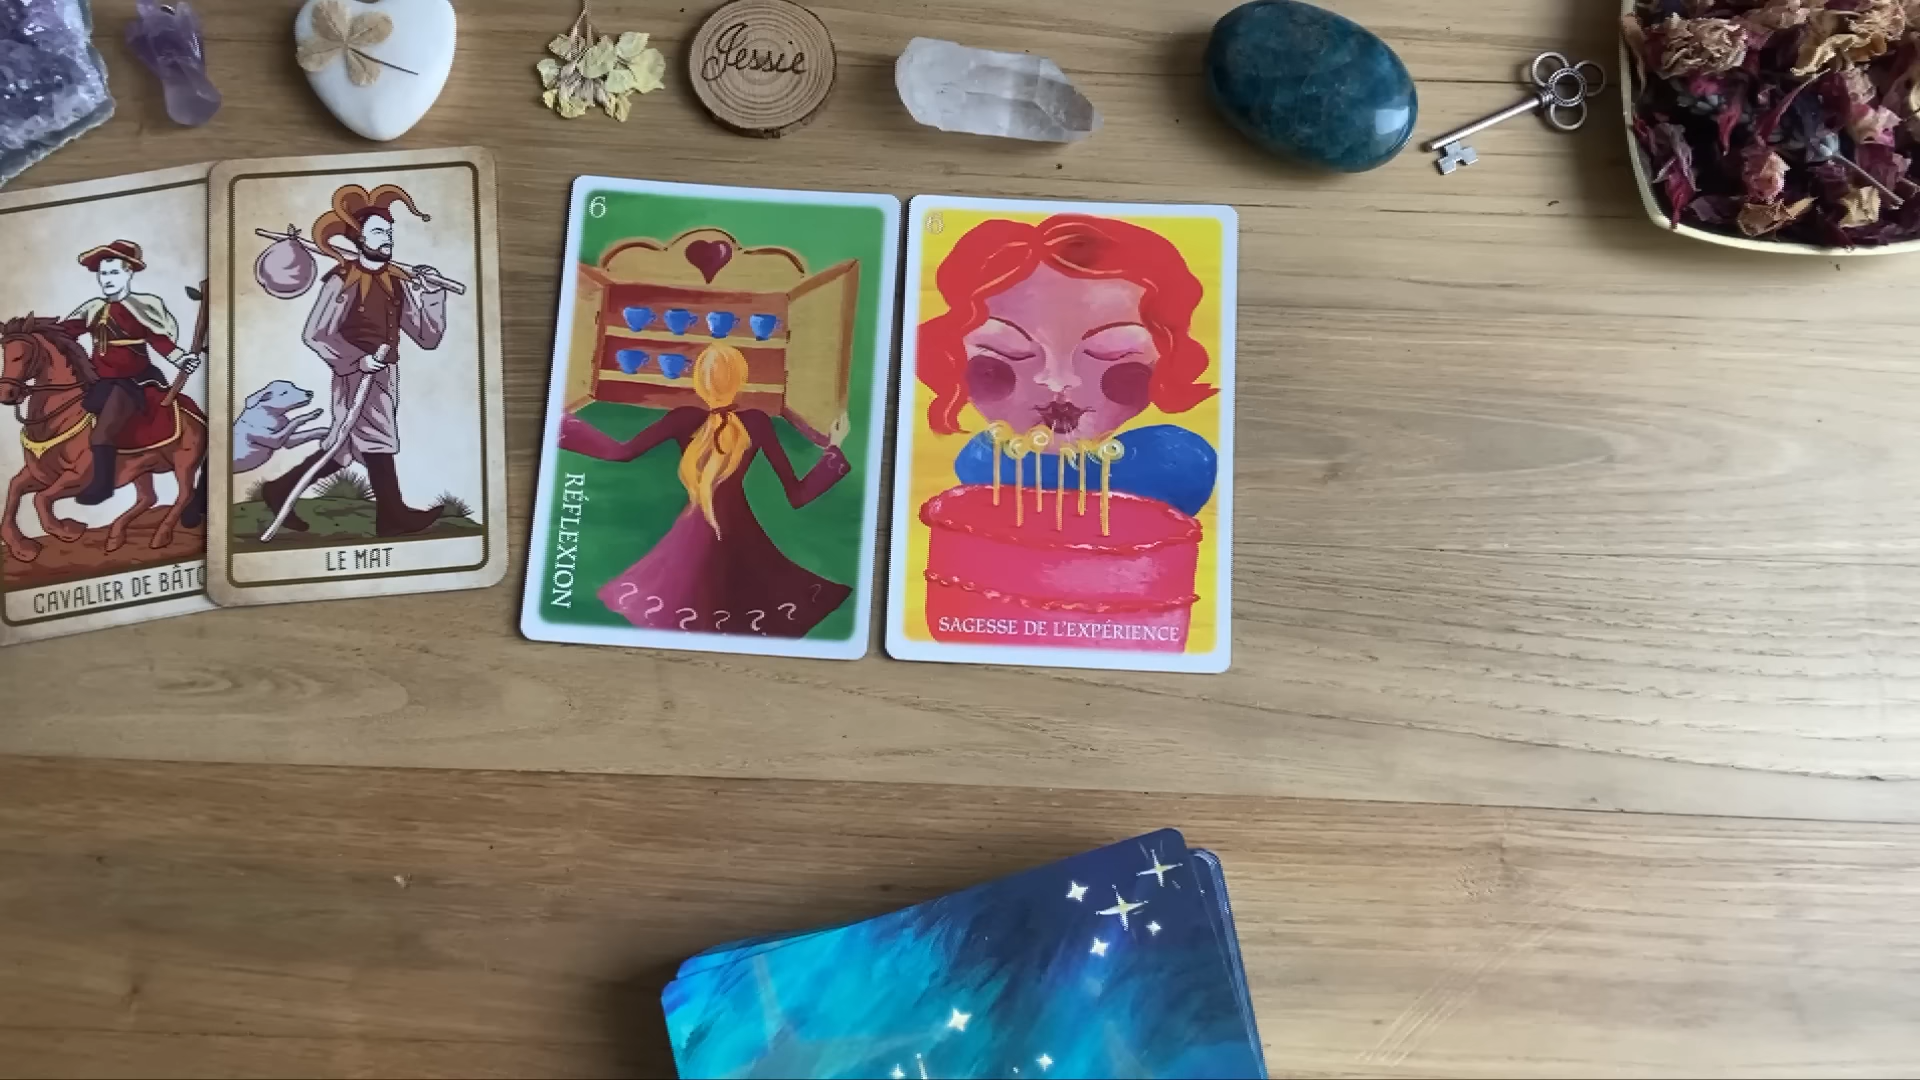 Jessie
CAVALIER DE BÂTO
LE MAT
6
RÉFLEXION
6
SAGESSE DE L'EXPÉRIENCE